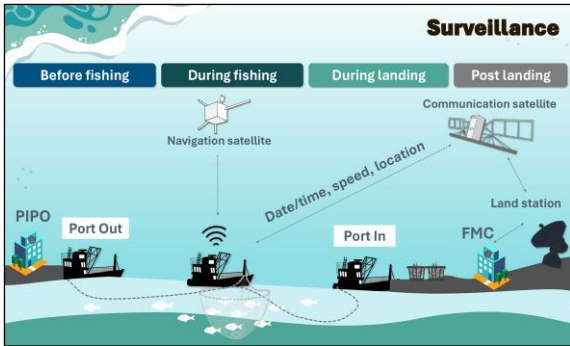 Surveillance
Before fishing
During fishing
During landing
Post landing
Communication satellite
Navigation satellite
Date/time, speed, location
Land station
PIPO
Port Out
Port In
FMC